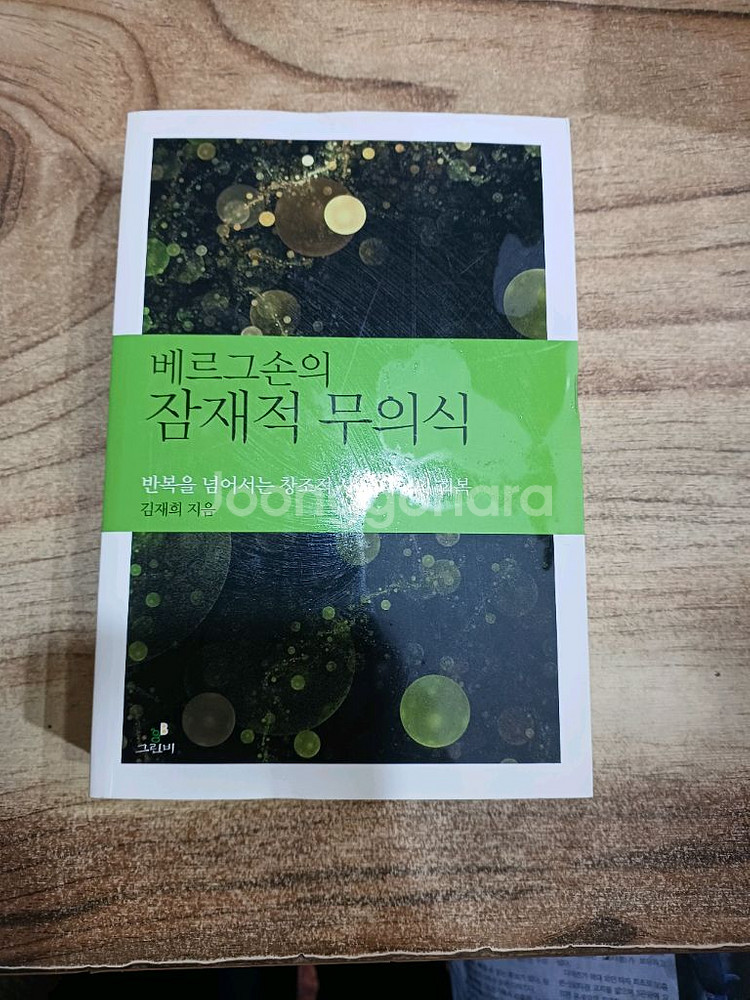 베르그손의
잠재적 무의식
반복을 넘어서는 창조적
김재희 지음
joongonara
B
그린비